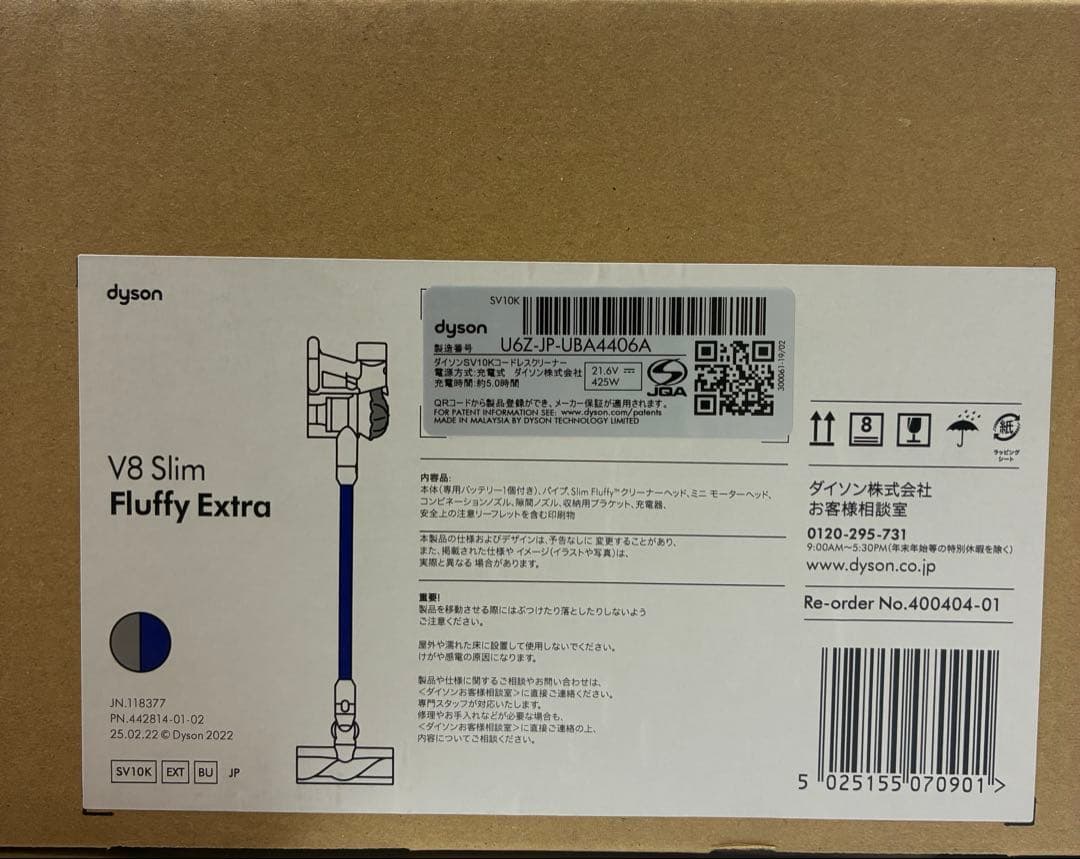 dyson
V8 Slim
Fluffy Extra
JN.118377
PN.442814-01-02
25.02.22 © Dyson 2022
SV10K EXT BU JP
SV10K
dyson
製造番号 U6Z-JP-UBA4406A
ダイソンSV10Kコードレスクリーナー
電源方式:充電式 ダイソン株式会社
充電時間:約5.0時間
21.6V
425W
JQA
300061-19/02
QRコードから製品登録ができ、メーカー保証が適用されます。
FOR PATENT INFORMATION SEE: www.dyson.com/patents
MADE IN MALAYSIA BY DYSON TECHNOLOGY LIMITED
内容品:
本体(専用バッテリー1個付き)、パイプ、Slim Fluffy™クリーナーヘッド、ミニ モーターヘッド、
コンビネーションノズル、隙間ノズル、収納用ブラケット、充電器、
安全上の注意リーフレットを含む印刷物
本製品の仕様およびデザインは、予告なしに変更することがあり、
また、掲載された仕様やイメージ(イラストや写真)は、
実際と異なる場合があります。
重要!
製品を移動させる際にはぶつけたり落としたりしないよう
ご注意ください。
屋外や濡れた床に設置して使用しないでください。
けがや感電の原因になります。
製品や仕様に関するご相談やお問い合わせは、
<ダイソンお客様相談室>に直接ご連絡ください。
専門スタッフが対応いたします。
修理やお手入れなどが必要な場合も、
<ダイソンお客様相談室>に直接ご連絡の上、
内容についてご相談ください。
8
紙
ラッピング
シート
ダイソン株式会社
お客様相談室
0120-295-731
9:00AM〜5:30PM(年末年始等の特別休暇を除く)
www.dyson.co.jp
Re-order No.400404-01
5 025155 070901 >